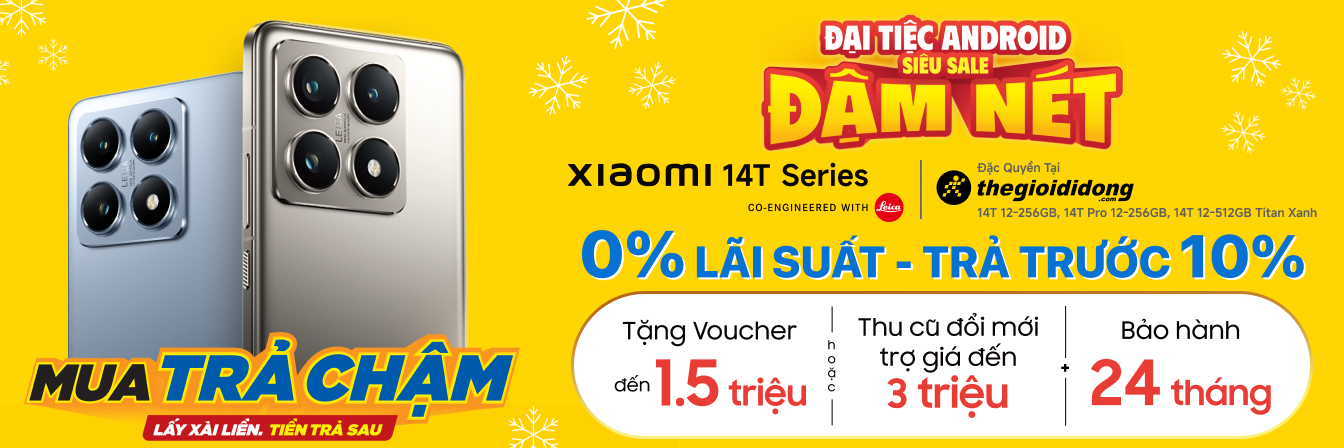 ĐẠI TIỆC ANDROID
SIÊU SALE
ĐẬM NÉT
xiaomi 14T Series
CO-ENGINEERED WITH Leica
Đặc Quyền Tại
thegioididong
.com
14T 12-256GB, 14T Pro 12-256GB, 14T 12-512GB Titan Xanh
0% LÃI SUẤT - TRẢ TRƯỚC 10%
Tặng Voucher
đến 1.5 triệu
hoặc
Thu cũ đổi mới
trợ giá đến
3 triệu
+
Bảo hành
24 tháng
LEICA
LEICA
MUA TRẢ CHẬM
LẤY XÀI LIỀN. TIỀN TRẢ SAU